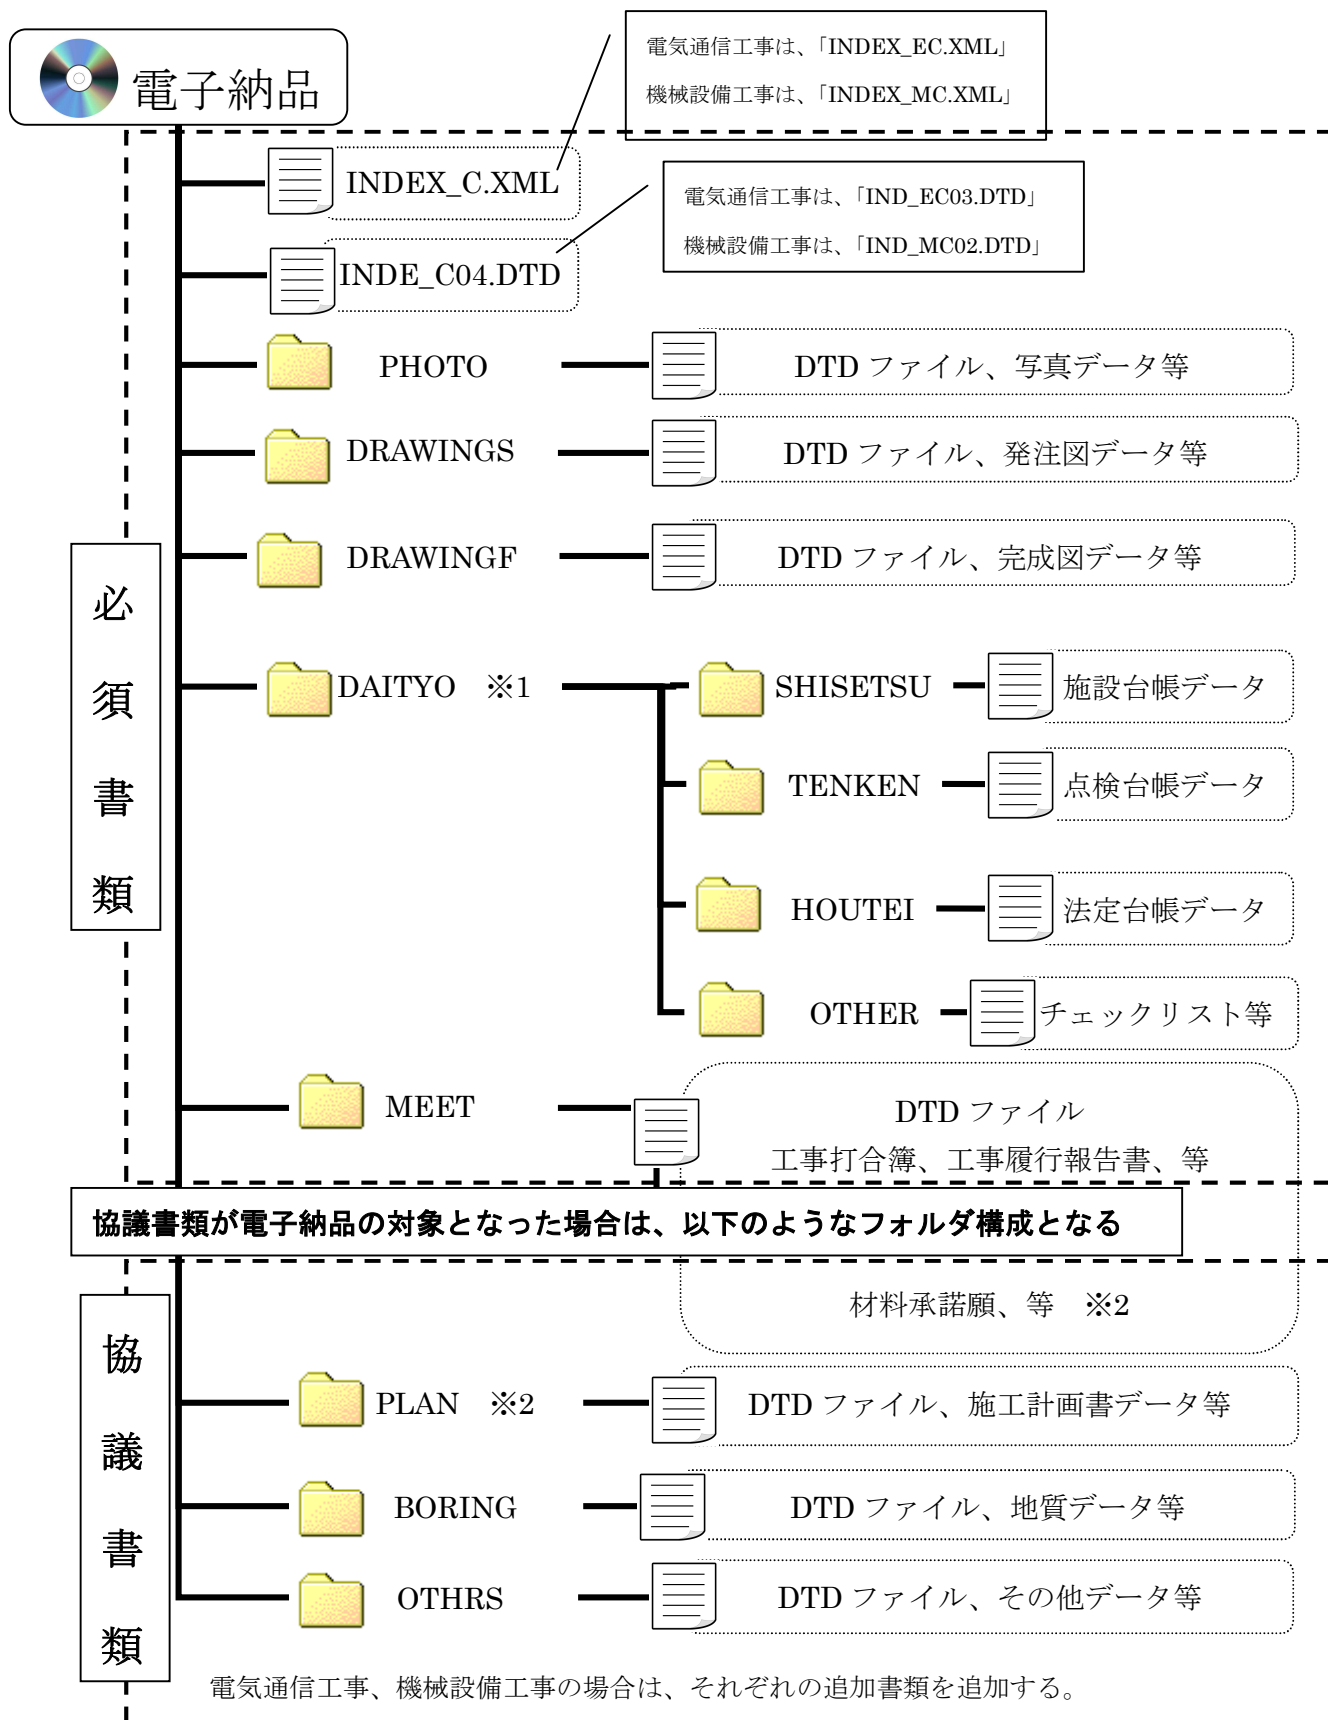 電子納品
電気通信工事は、「INDEX_EC.XML」
機械設備工事は、「INDEX_MC.XML」
INDEX_C.XML
電気通信工事は、「IND_EC03.DTD」
機械設備工事は、「IND_MC02.DTD」
INDE_C04.DTD
PHOTO
DTD ファイル、写真データ等
DRAWINGS
DTD ファイル、発注図データ等
DRAWINGF
DTD ファイル、完成図データ等
必須書類
DAITYO ※1
SHISETSU
施設台帳データ
TENKEN
点検台帳データ
HOUTEI
法定台帳データ
OTHER
チェックリスト等
MEET
DTD ファイル
工事打合簿、工事履行報告書、等
協議書類が電子納品の対象となった場合は、以下のようなフォルダ構成となる
材料承諾願、等 ※2
協議書類
PLAN ※2
DTD ファイル、施工計画書データ等
BORING
DTD ファイル、地質データ等
OTHRS
DTD ファイル、その他データ等
電気通信工事、機械設備工事の場合は、それぞれの追加書類を追加する。